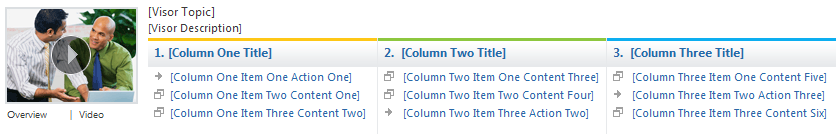 [Visor Topic]
[Visor Description]
1. [Column One Title]
[Column One Item One Action One]
[Column One Item Two Content One]
[Column One Item Three Content Two]
2. [Column Two Title]
[Column Two Item One Content Three]
[Column Two Item Two Content Four]
[Column Two Item Three Action Two]
3. [Column Three Title]
[Column Three Item One Content Five]
[Column Three Item Two Action Three]
[Column Three Item Three Content Six]
Overview | Video